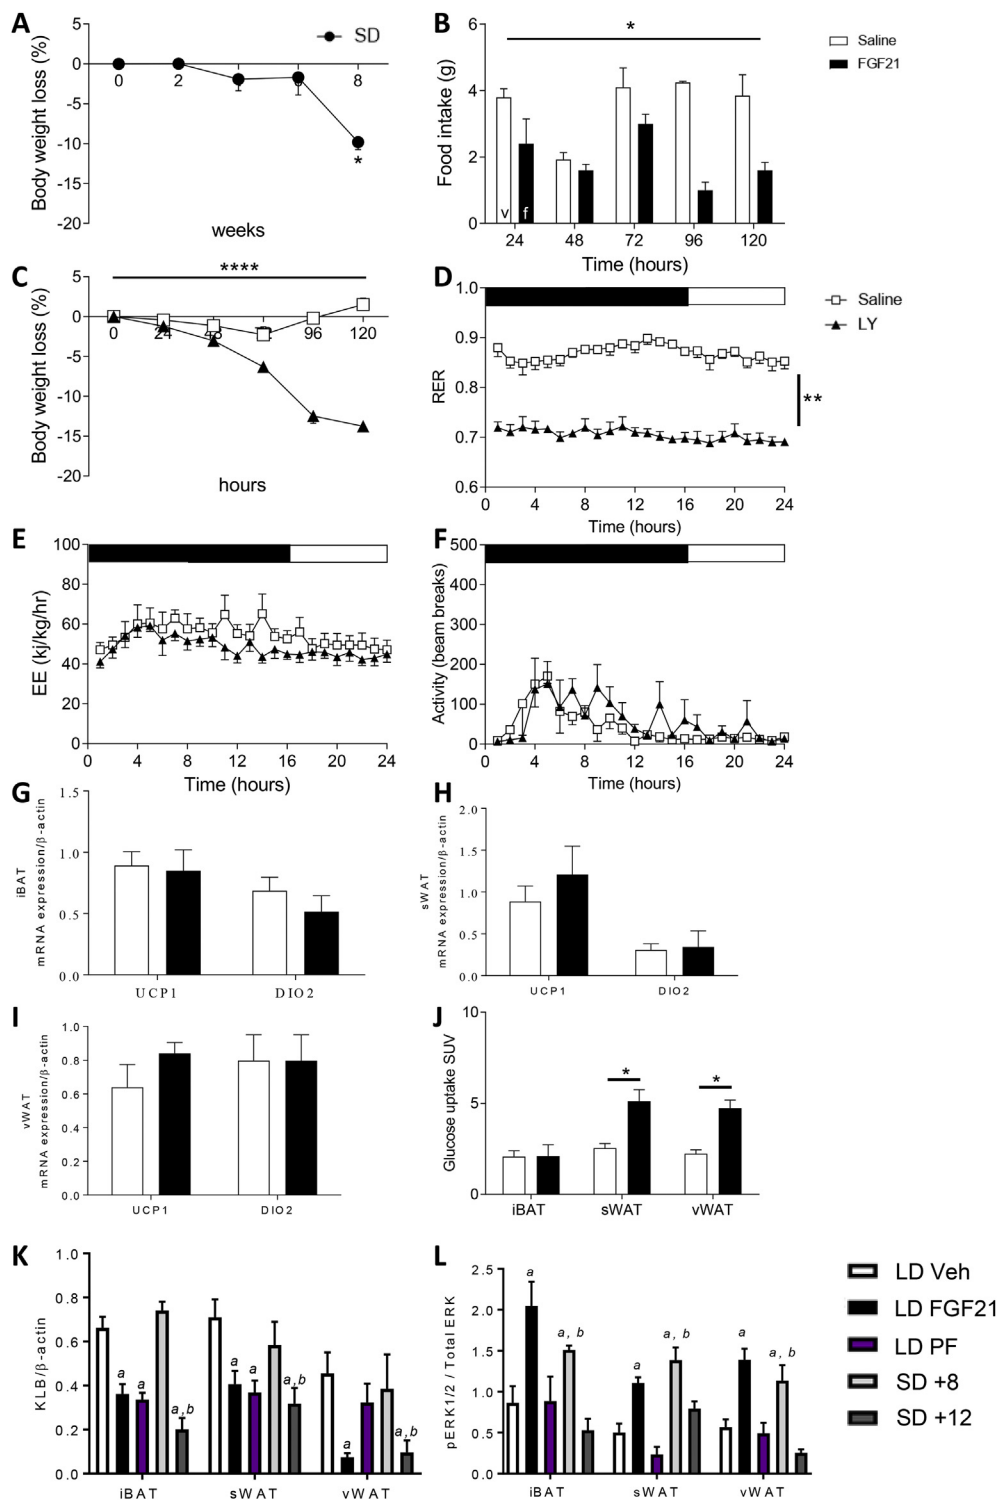 A
5
0
-5
-10
-15
-20
Body weight loss (%)
SD
0
2
8
*
weeks
B
6
4
2
0
Food intake (g)
*
v
f
Saline
FGF21
24
48
72
96
120
Time (hours)
C
5
0
-5
-10
-15
-20
Body weight loss (%)
****
0
24
48
96
120
hours
D
1.0
0.9
0.8
0.7
0.6
RER
**
Saline
LY
0
4
8
12
16
20
24
Time (hours)
E
100
80
60
40
20
0
EE (kj/kg/hr)
0
4
8
12
16
20
24
Time (hours)
F
500
400
300
200
100
0
Activity (beam breaks)
0
4
8
12
16
20
24
Time (hours)
G
1.5
1.0
0.5
0.0
iBAT
mRNA expression/β-actin
UCP1
DIO2
H
2.0
1.5
1.0
0.5
0.0
sWAT
mRNA expression/β-actin
UCP1
DIO2
I
1.0
0.8
0.6
0.4
0.2
0.0
vWAT
mRNA expression/β-actin
UCP1
DIO2
J
10
5
0
Glucose uptake SUV
*
*
iBAT
sWAT
vWAT
K
1.0
0.8
0.6
0.4
0.2
0.0
KLB/β-actin
a
a
a,b
a
a
a,b
a
a,b
iBAT
sWAT
vWAT
L
2.5
2.0
1.5
1.0
0.5
0.0
pERK1/2 / Total ERK
a
a, b
a
a, b
a
a, b
iBAT
sWAT
vWAT
LD Veh
LD FGF21
LD PF
SD +8
SD +12